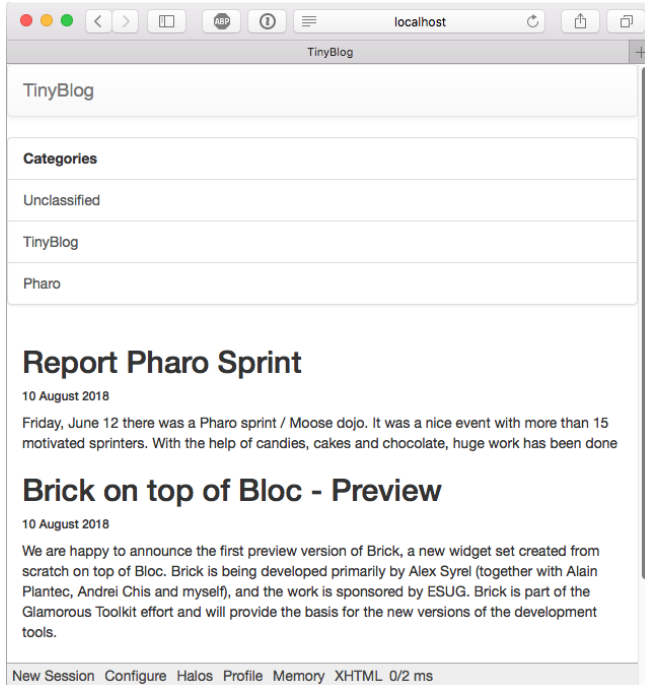 localhost
ABP
TinyBlog
TinyBlog
Categories
Unclassified
TinyBlog
Pharo
Report Pharo Sprint
10 August 2018
Friday, June 12 there was a Pharo sprint / Moose dojo. It was a nice event with more than 15
motivated sprinters. With the help of candies, cakes and chocolate, huge work has been done
Brick on top of Bloc - Preview
10 August 2018
We are happy to announce the first preview version of Brick, a new widget set created from
scratch on top of Bloc. Brick is being developed primarily by Alex Syrel (together with Alain
Plantec, Andrei Chis and myself), and the work is sponsored by ESUG. Brick is part of the
Glamorous Toolkit effort and will provide the basis for the new versions of the development
tools.
New Session Configure Halos Profile Memory XHTML 0/2 ms